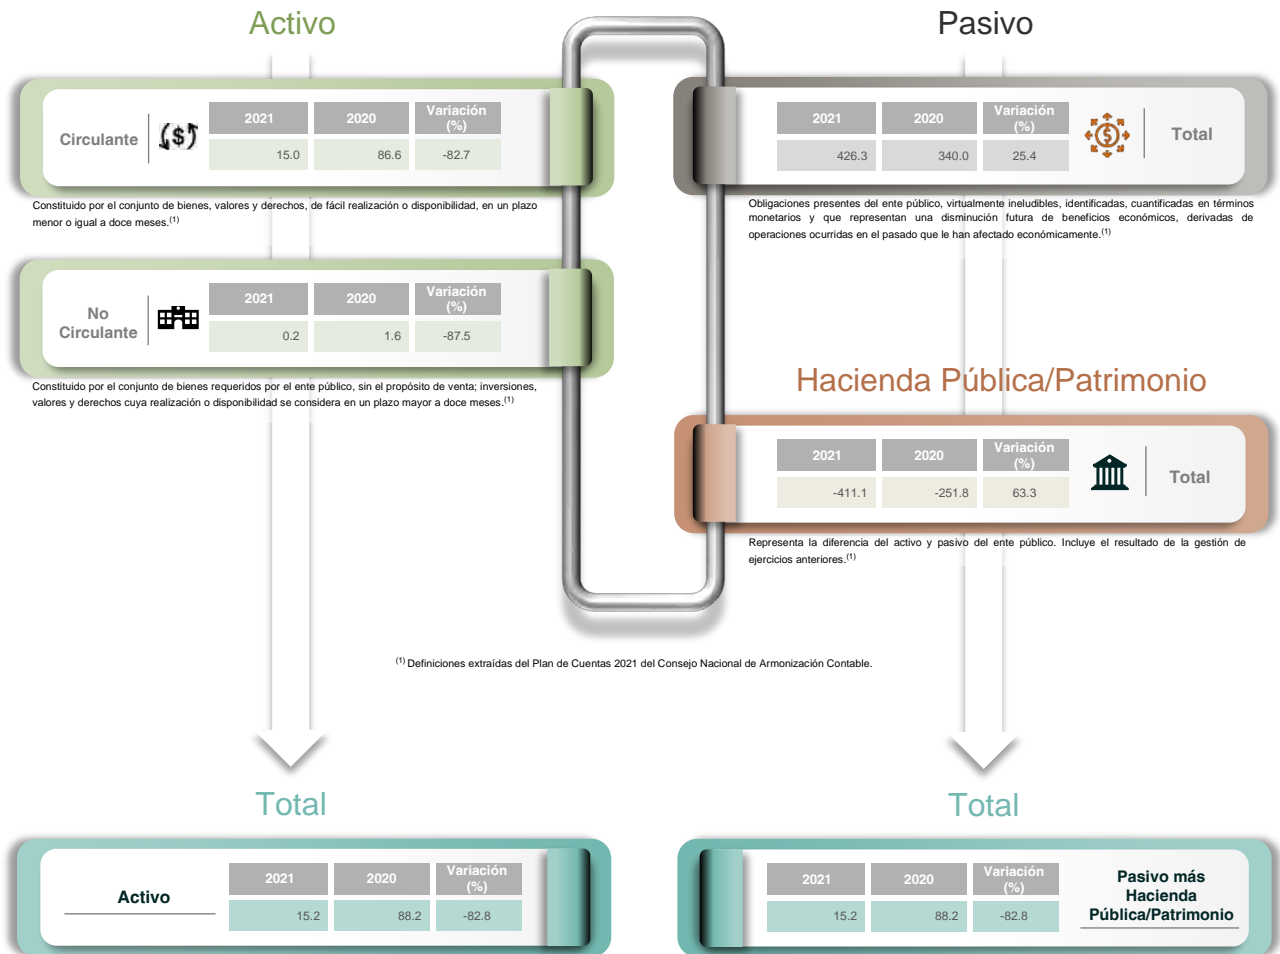 Activo
Circulante
2021 2020 Variación (%)
15.0 86.6 -82.7
Constituido por el conjunto de bienes, valores y derechos, de fácil realización o disponibilidad, en un plazo
menor o igual a doce meses.(1)
No
Circulante
2021 2020 Variación (%)
0.2 1.6 -87.5
Constituido por el conjunto de bienes requeridos por el ente público, sin el propósito de venta; inversiones,
valores y derechos cuya realización o disponibilidad se considera en un plazo mayor a doce meses.(1)
Pasivo
2021 2020 Variación (%)
426.3 340.0 25.4
Total
Obligaciones presentes del ente público, virtualmente ineludibles, identificadas, cuantificadas en términos
monetarios y que representan una disminución futura de beneficios económicos, derivadas de
operaciones ocurridas en el pasado que le han afectado económicamente.(1)
Hacienda Pública/Patrimonio
2021 2020 Variación (%)
-411.1 -251.8 63.3
Total
Representa la diferencia del activo y pasivo del ente público. Incluye el resultado de la gestión de
ejercicios anteriores.(1)
(1) Definiciones extraídas del Plan de Cuentas 2021 del Consejo Nacional de Armonización Contable.
Total
Activo
2021 2020 Variación (%)
15.2 88.2 -82.8
Total
2021 2020 Variación (%)
15.2 88.2 -82.8
Pasivo más
Hacienda
Pública/Patrimonio